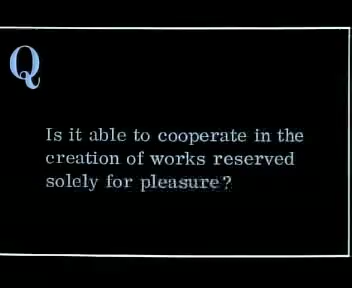 Q
Is it able to cooperate in the
creation of works reserved
solely for pleasure?